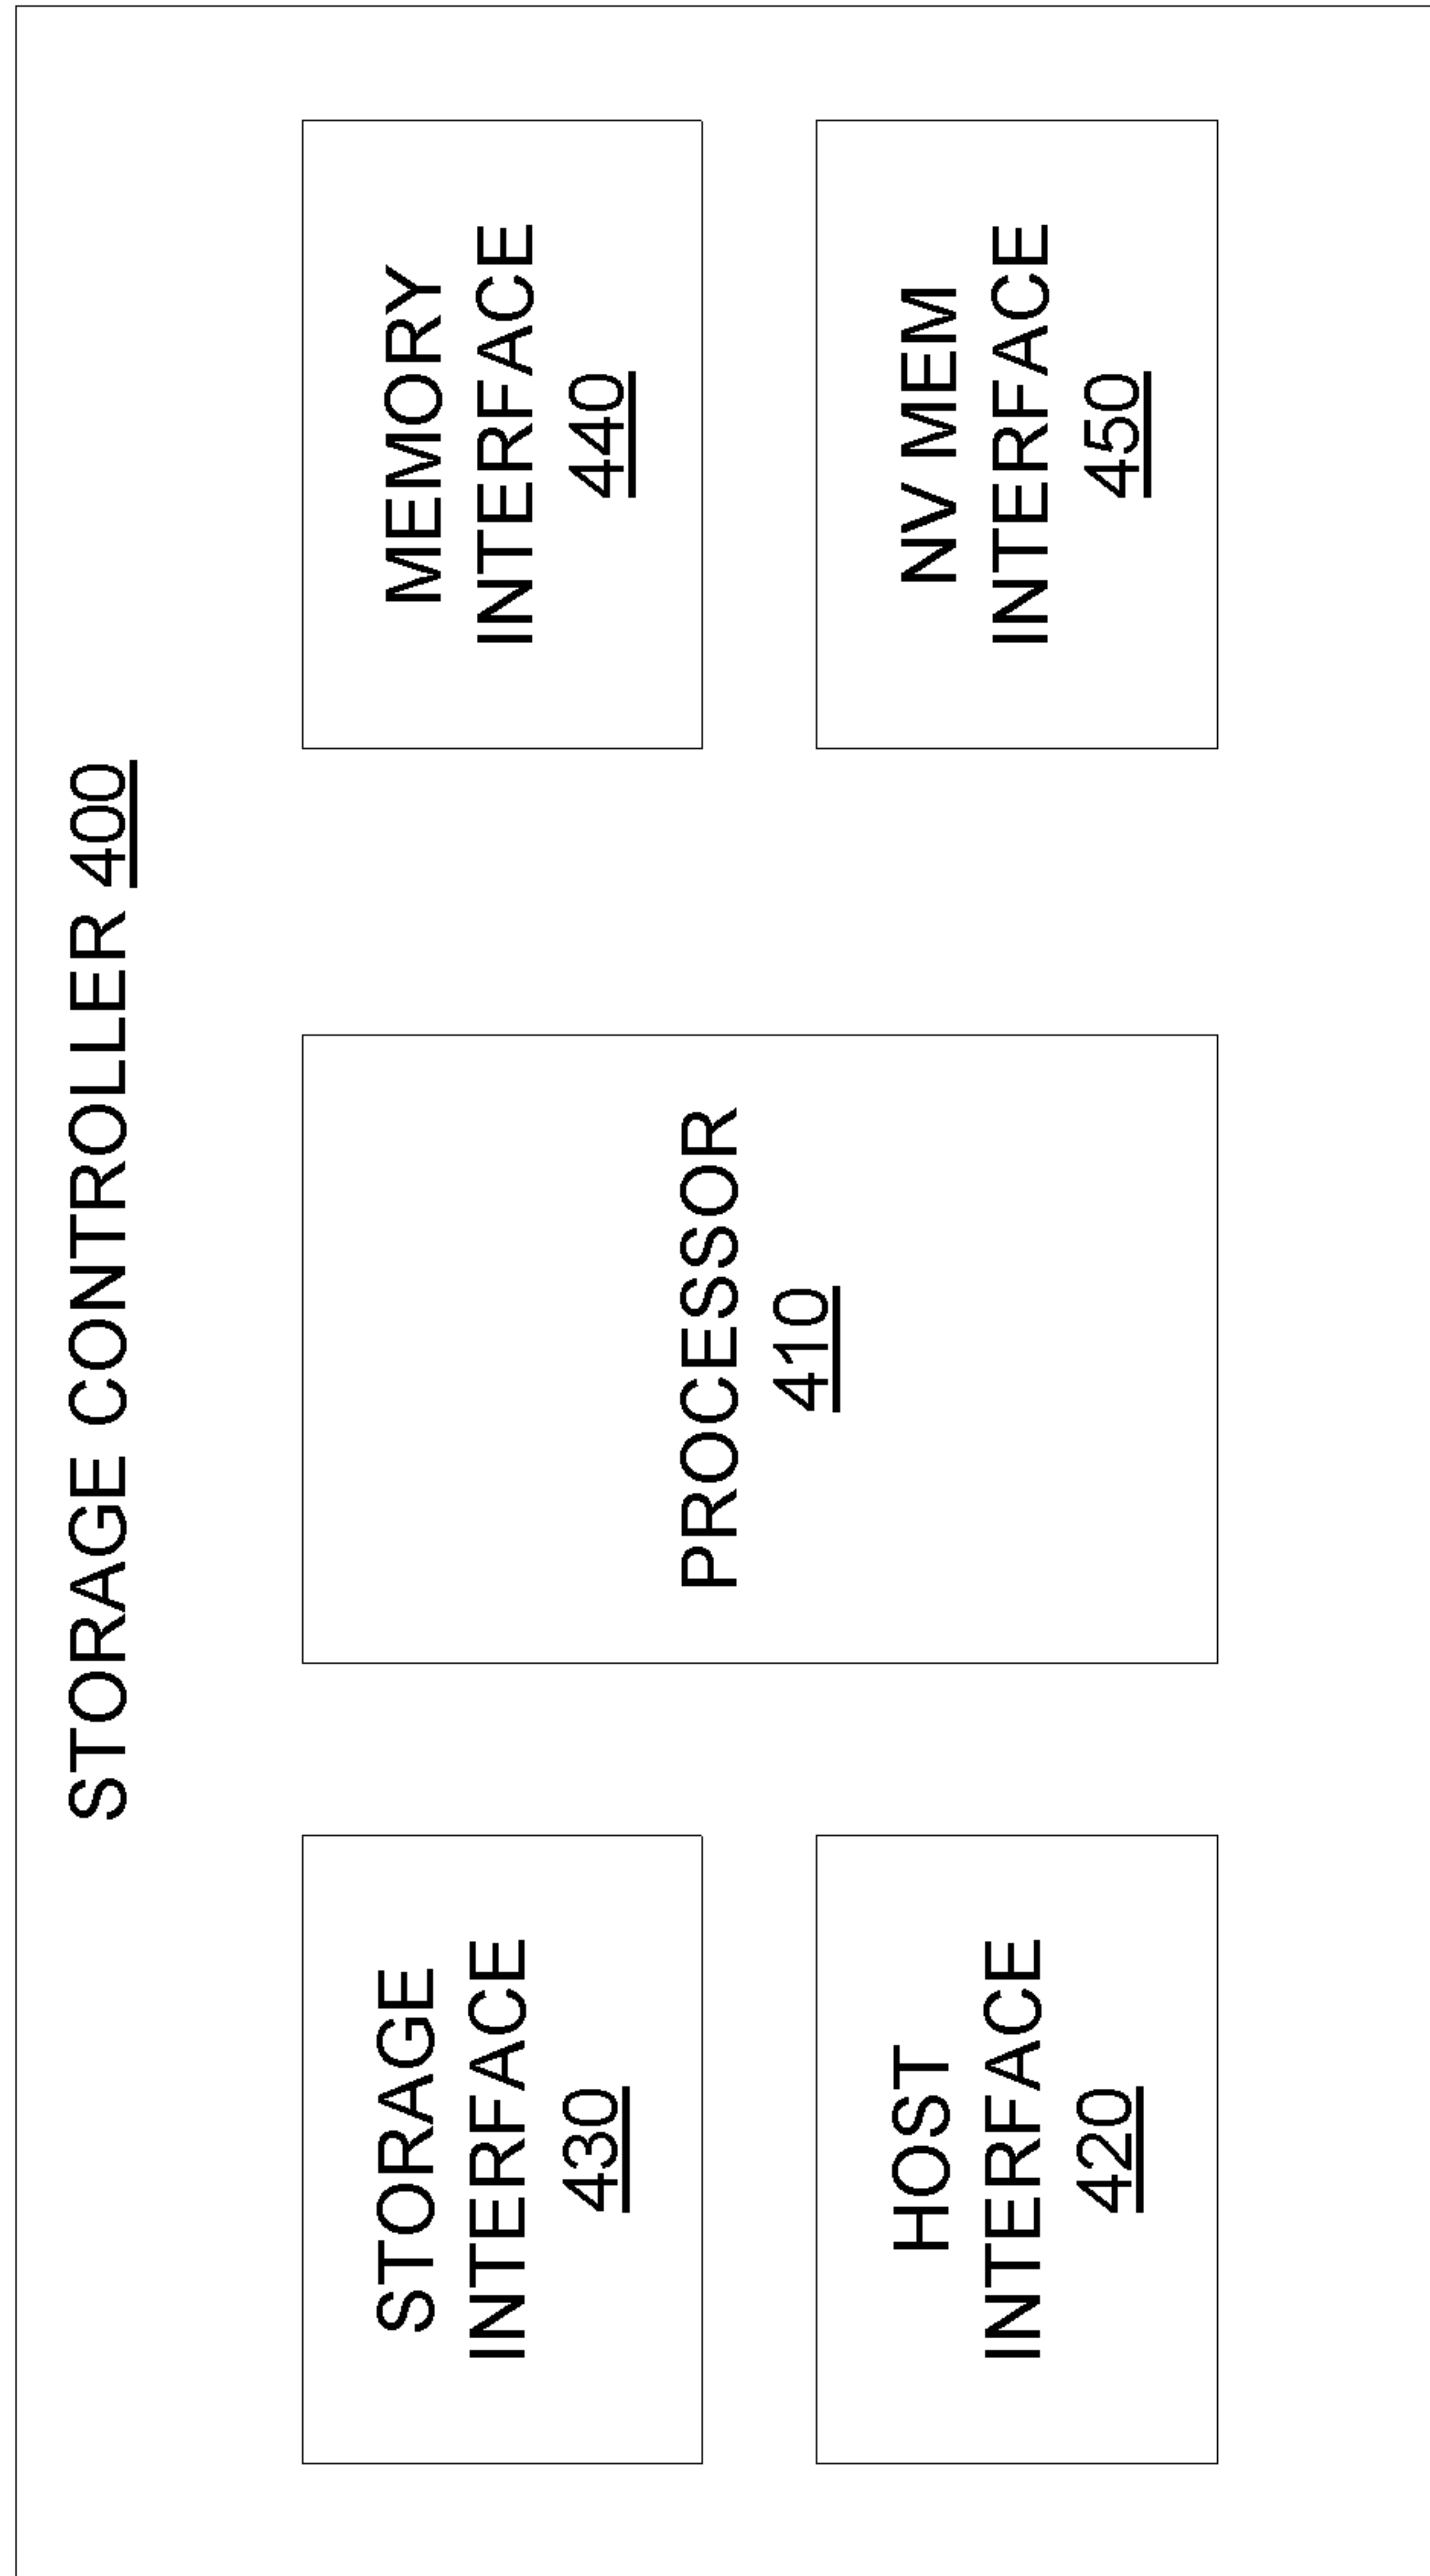 STORAGE CONTROLLER 400
STORAGE
INTERFACE
430
HOST
INTERFACE
420
PROCESSOR
410
MEMORY
INTERFACE
440
NV MEM
INTERFACE
450